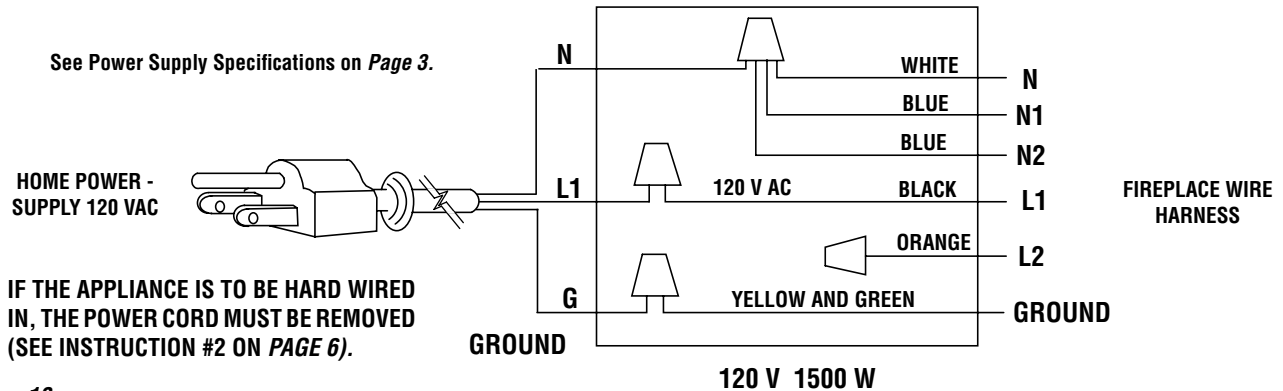 See Power Supply Specifications on Page 3.
N
WHITE
N
BLUE
N1
BLUE
N2
HOME POWER -
SUPPLY 120 VAC
L1
120 V AC
BLACK
L1
FIREPLACE WIRE
HARNESS
ORANGE
L2
IF THE APPLIANCE IS TO BE HARD WIRED
IN, THE POWER CORD MUST BE REMOVED
(SEE INSTRUCTION #2 ON PAGE 6).
G
YELLOW AND GREEN
GROUND
GROUND
120 V 1500 W